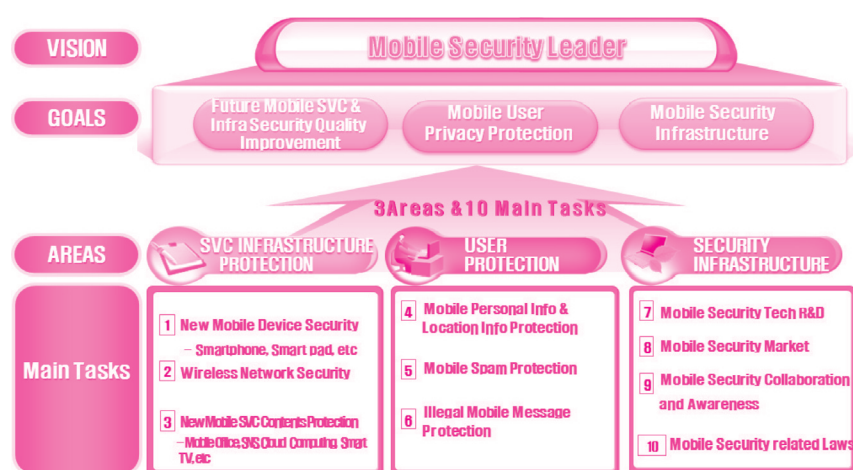 VISION
Mobile Security Leader
GOALS
Future Mobile SVC &
Infra Security Quality
Improvement
Mobile User
Privacy Protection
Mobile Security
Infrastructure
3Areas &10 Main Tasks
AREAS
SVC INFRASTRUCTURE
PROTECTION
USER
PROTECTION
SECURITY
INFRASTRUCTURE
Main Tasks
1 New Mobile Device Security
– Smartphone, Smart pad, etc
2 Wireless Network Security
3 New Mobile SVC Contents Protection
– Mobile Office, SNS, Cloud Computing, Smart
TV, etc
4 Mobile Personal Info &
Location Info Protection
5 Mobile Spam Protection
6 Illegal Mobile Message
Protection
7 Mobile Security Tech R&D
8 Mobile Security Market
9 Mobile Security Collaboration
and Awareness
10 Mobile Security related Laws